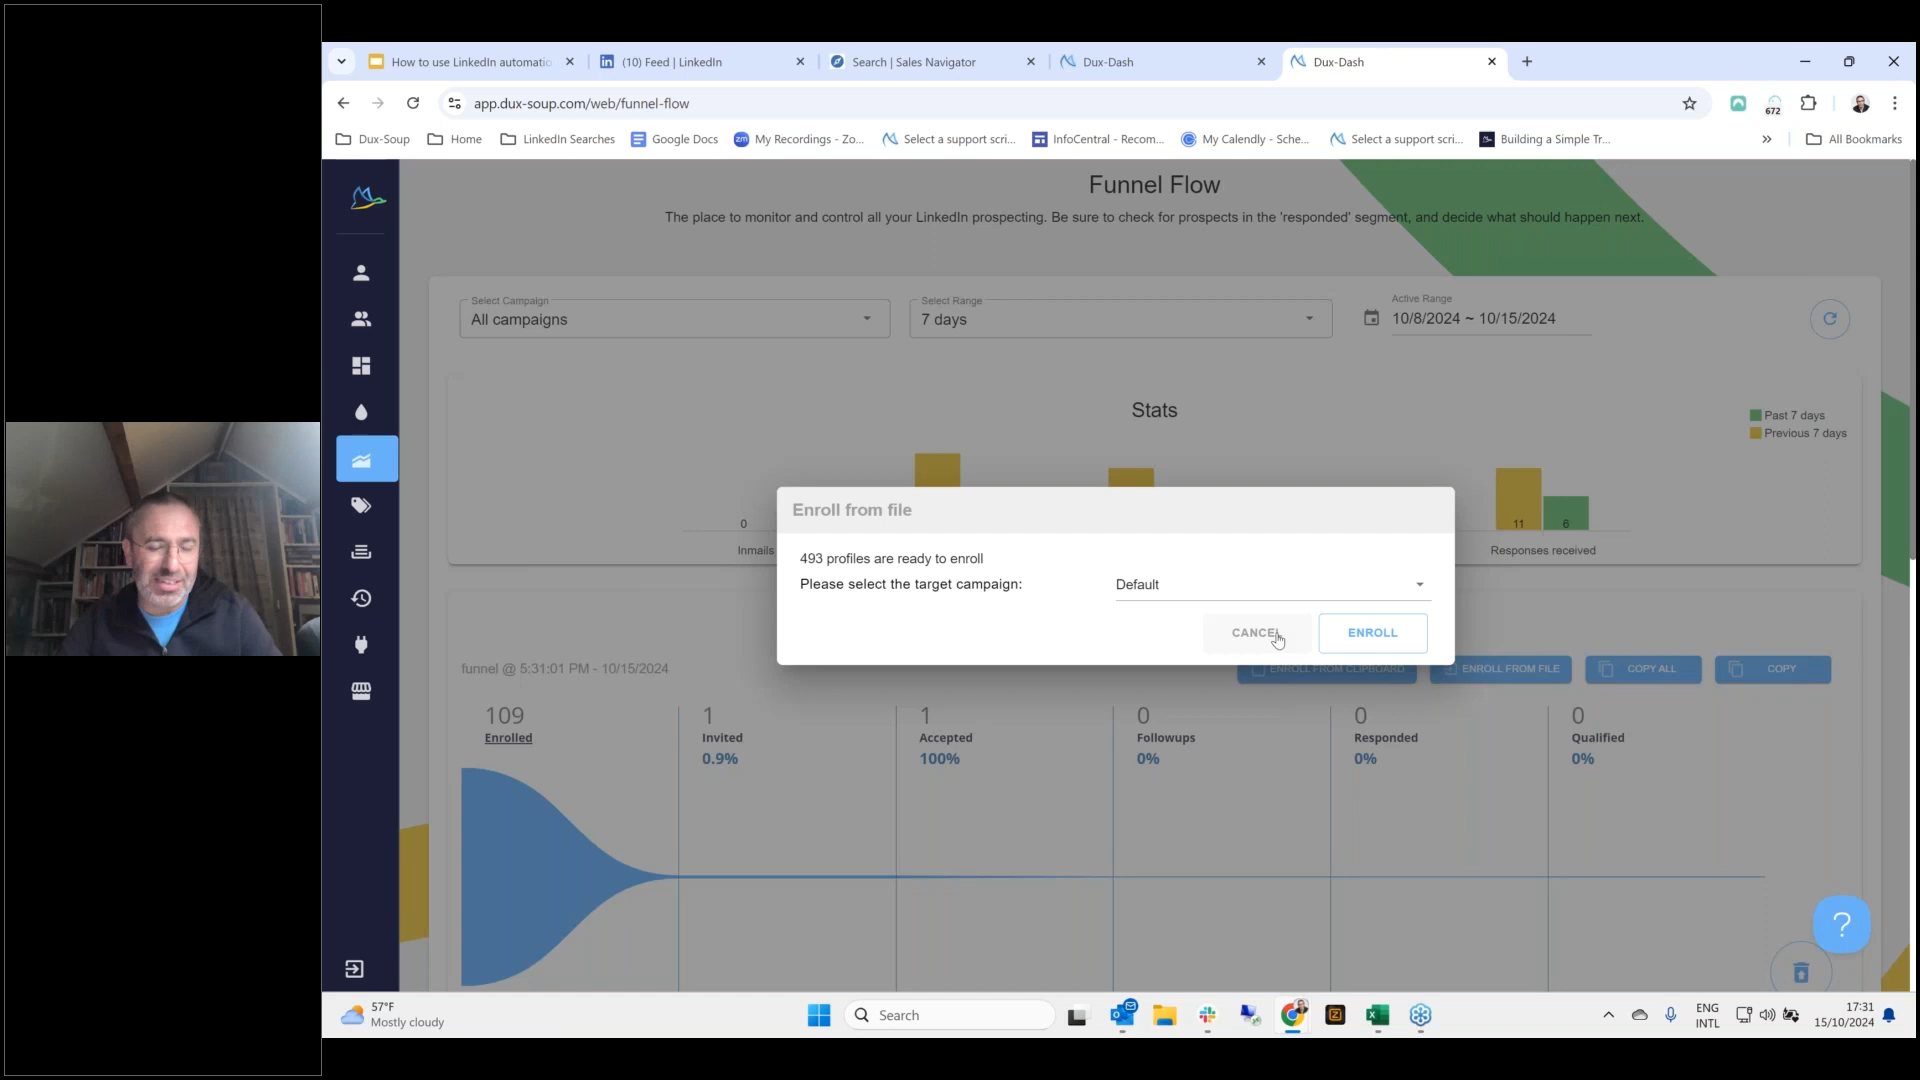 How to use LinkedIn automatio
(10) Feed | LinkedIn
Search | Sales Navigator
Dux-Dash
Dux-Dash
app.dux-soup.com/web/funnel-flow
672
Dux-Soup
Home
LinkedIn Searches
Google Docs
zm
My Recordings - Zo...
Select a support scri...
InfoCentral - Recom...
My Calendly - Sche...
Select a support scri...
Building a Simple Tr...
All Bookmarks
Funnel Flow
The place to monitor and control all your LinkedIn prospecting. Be sure to check for prospects in the 'responded' segment, and decide what should happen next.
Select Campaign
All campaigns
Select Range
7 days
Active Range
10/8/2024 ~ 10/15/2024
Stats
Past 7 days
Previous 7 days
0
Inmails
11
6
Responses received
Enroll from file
493 profiles are ready to enroll
Please select the target campaign:
Default
CANCEL
ENROLL
funnel @ 5:31:01 PM - 10/15/2024
ENROLL FROM CLIPBOARD
ENROLL FROM FILE
COPY ALL
COPY
109
Enrolled
1
Invited
0.9%
1
Accepted
100%
0
Followups
0%
0
Responded
0%
0
Qualified
0%
?
57°F
Mostly cloudy
Search
ENG
INTL
17:31
15/10/2024